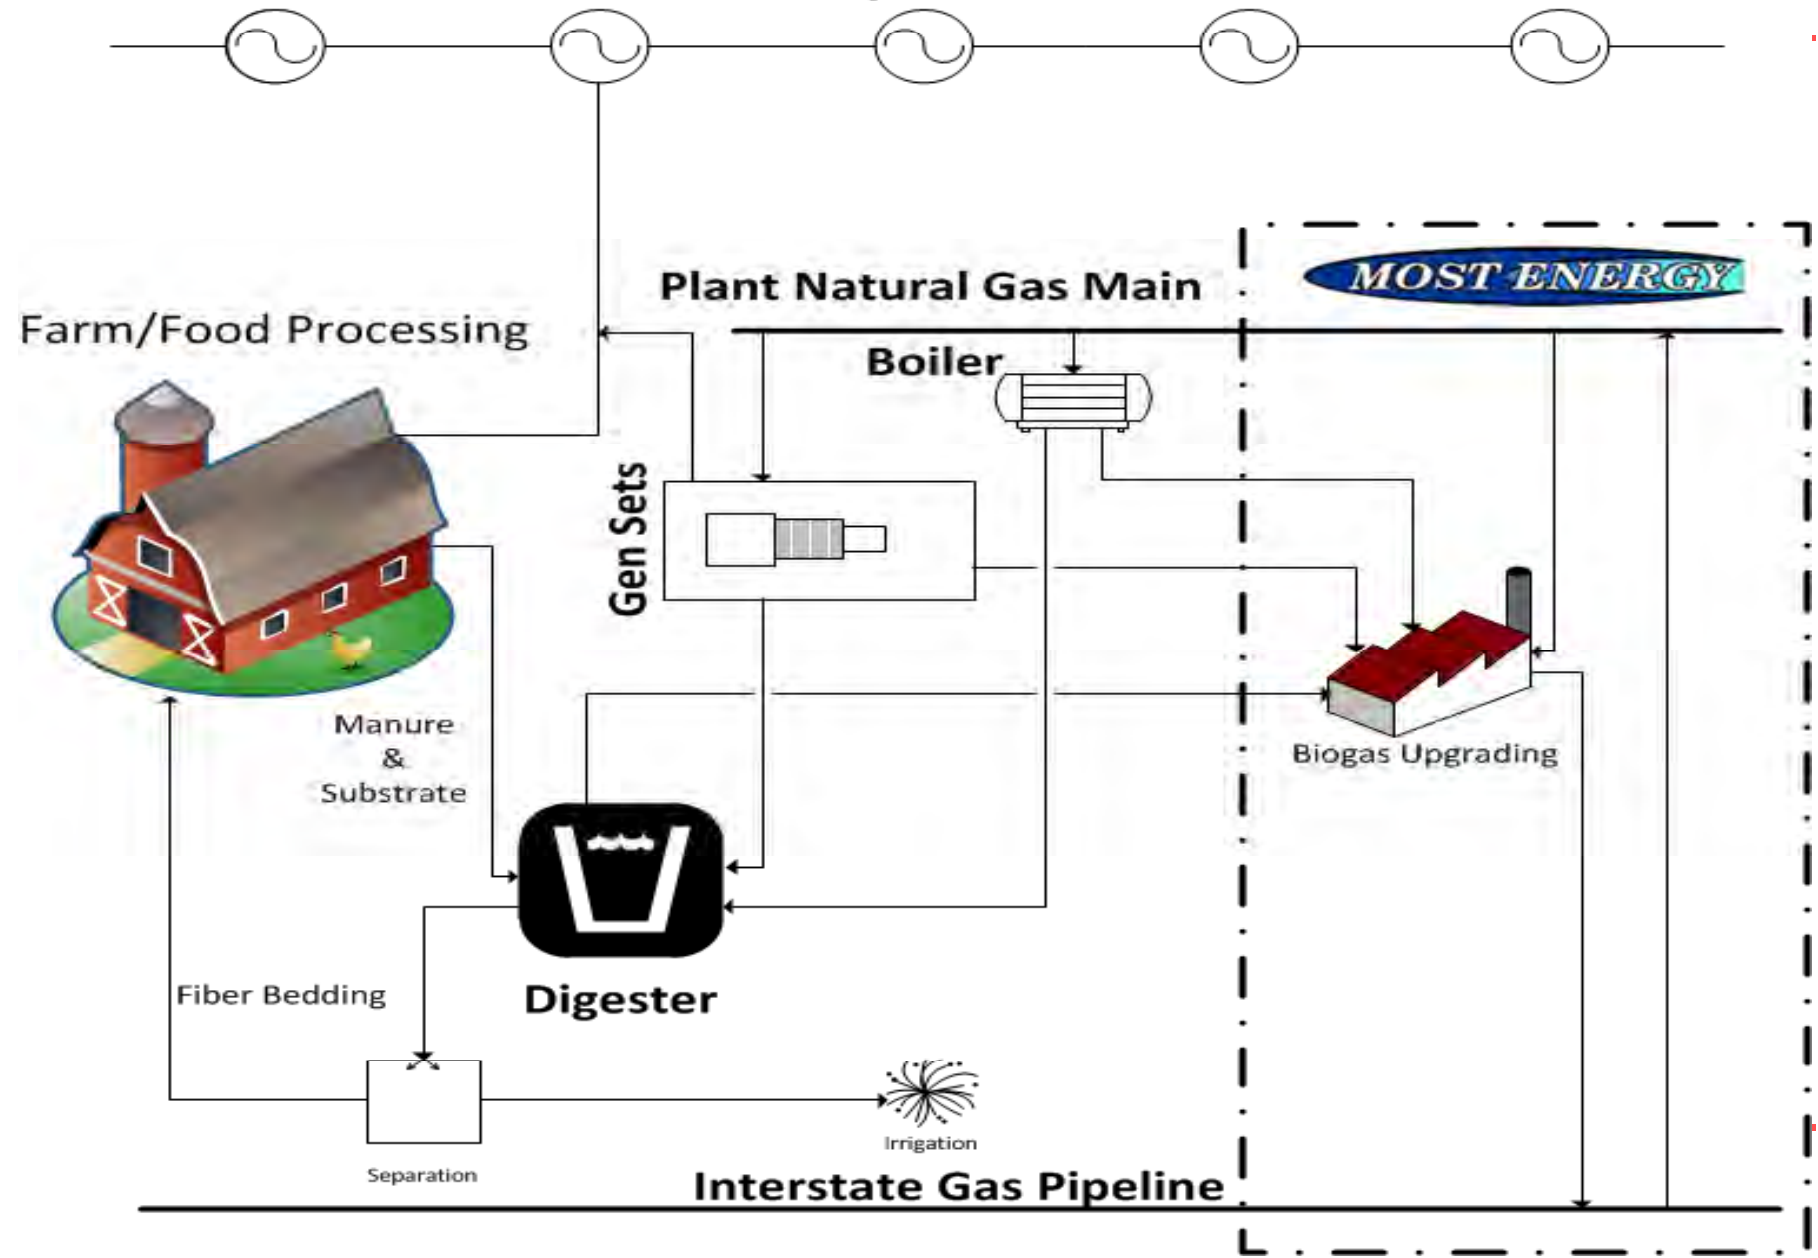 Plant Natural Gas Main
MOST ENERGY
Farm/Food Processing
Boiler
Gen Sets
Manure
&
Substrate
Biogas Upgrading
Fiber Bedding
Digester
Irrigation
Separation
Interstate Gas Pipeline